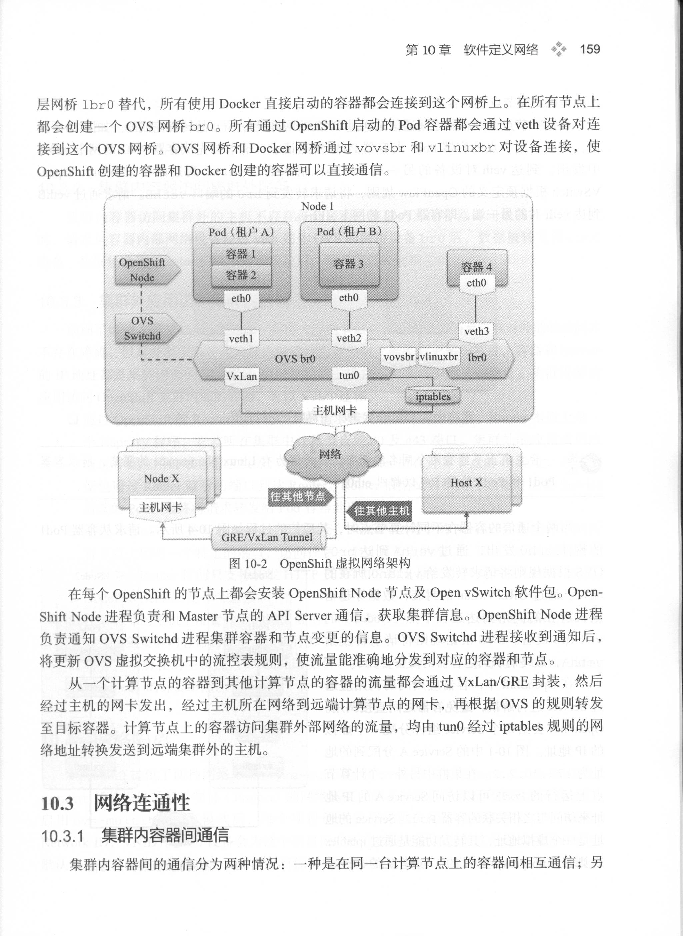 第 10 章 软件定义网络 159
层网桥 lbr0 替代，所有使用 Docker 直接启动的容器都会连接到这个网桥上。在所有节点上
都会创建一个 OVS 网桥 br0。所有通过 OpenShift 启动的 Pod 容器都会通过 veth 设备对连
接到这个 OVS 网桥。OVS 网桥和 Docker 网桥通过 vovsbr 和 vlinuxbr 对设备连接，使
OpenShift 创建的容器和 Docker 创建的容器可以直接通信。
Node 1
Pod（租户 A）
Pod（租户 B）
容器 1
容器 2
容器 3
容器 4
OpenShift
Node
eth0
eth0
eth0
OVS
Switchd
veth1
veth2
veth3
OVS br0
vovsbr
vlinuxbr
lbr0
VxLan
tun0
iptables
主机网卡
网络
Node X
主机网卡
往其他节点
往其他主机
Host X
GRE/VxLan Tunnel
图 10-2 OpenShift 虚拟网络架构
在每个 OpenShift 的节点上都会安装 OpenShift Node 节点及 Open vSwitch 软件包。Open-
Shift Node 进程负责和 Master 节点的 API Server 通信，获取集群信息。OpenShift Node 进程
负责通知 OVS Switchd 进程集群容器和节点变更的信息。OVS Switchd 进程接收到通知后，
将更新 OVS 虚拟交换机中的流控表规则，使流量能准确地分发到对应的容器和节点。
从一个计算节点的容器到其他计算节点的容器的流量都会通过 VxLan/GRE 封装，然后
经过主机的网卡发出，经过主机所在网络到远端计算节点的网卡，再根据 OVS 的规则转发
至目标容器。计算节点上的容器访问集群外部网络的流量，均由 tun0 经过 iptables 规则的网
络地址转换发送到远端集群外的主机。
10.3 网络连通性
10.3.1 集群内容器间通信
集群内容器间的通信分为两种情况：一种是在同一台计算节点上的容器间相互通信；另